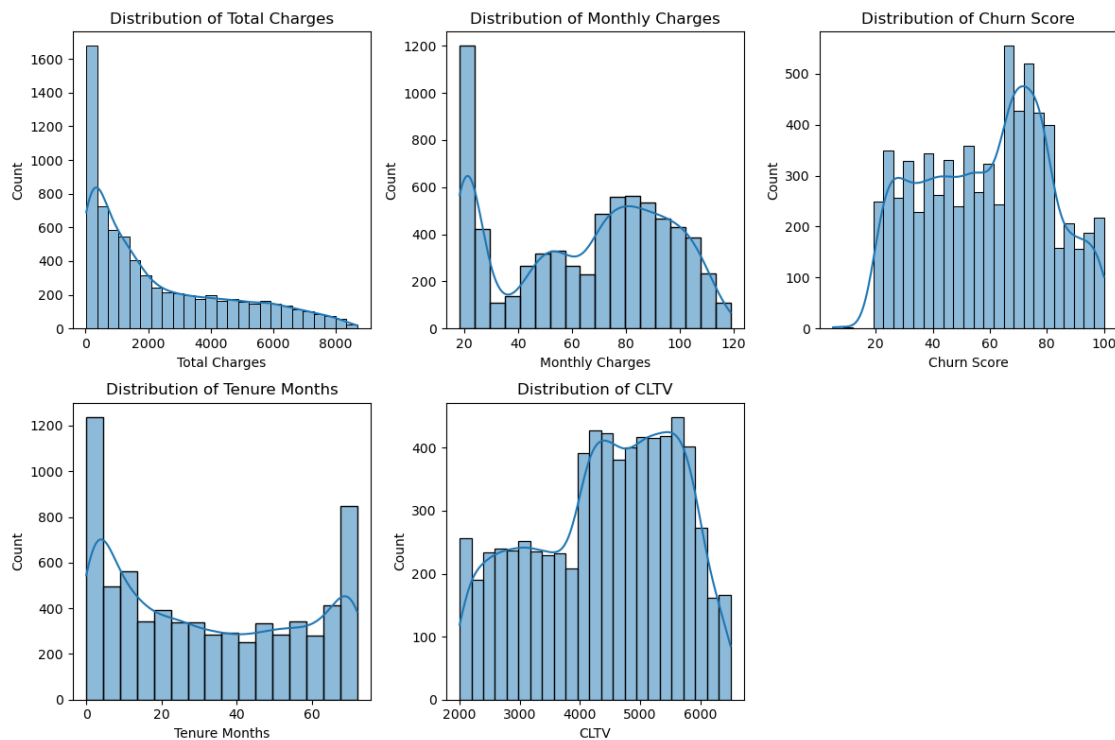 Distribution of Total Charges
1600
1400
1200
1000
800
600
400
200
0
Count
0 2000 4000 6000 8000
Total Charges
Distribution of Monthly Charges
1200
1000
800
600
400
200
0
Count
20 40 60 80 100 120
Monthly Charges
Distribution of Churn Score
500
400
300
200
100
0
Count
20 40 60 80 100
Churn Score
Distribution of Tenure Months
1200
1000
800
600
400
200
0
Count
0 20 40 60
Tenure Months
Distribution of CLTV
400
300
200
100
0
Count
2000 3000 4000 5000 6000
CLTV